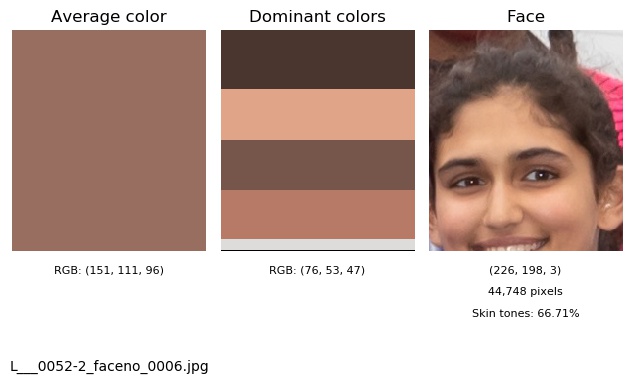 Average color
Dominant colors
Face
RGB: (151, 111, 96)
RGB: (76, 53, 47)
(226, 198, 3)
44,748 pixels
Skin tones: 66.71%
L___0052-2_faceno_0006.jpg